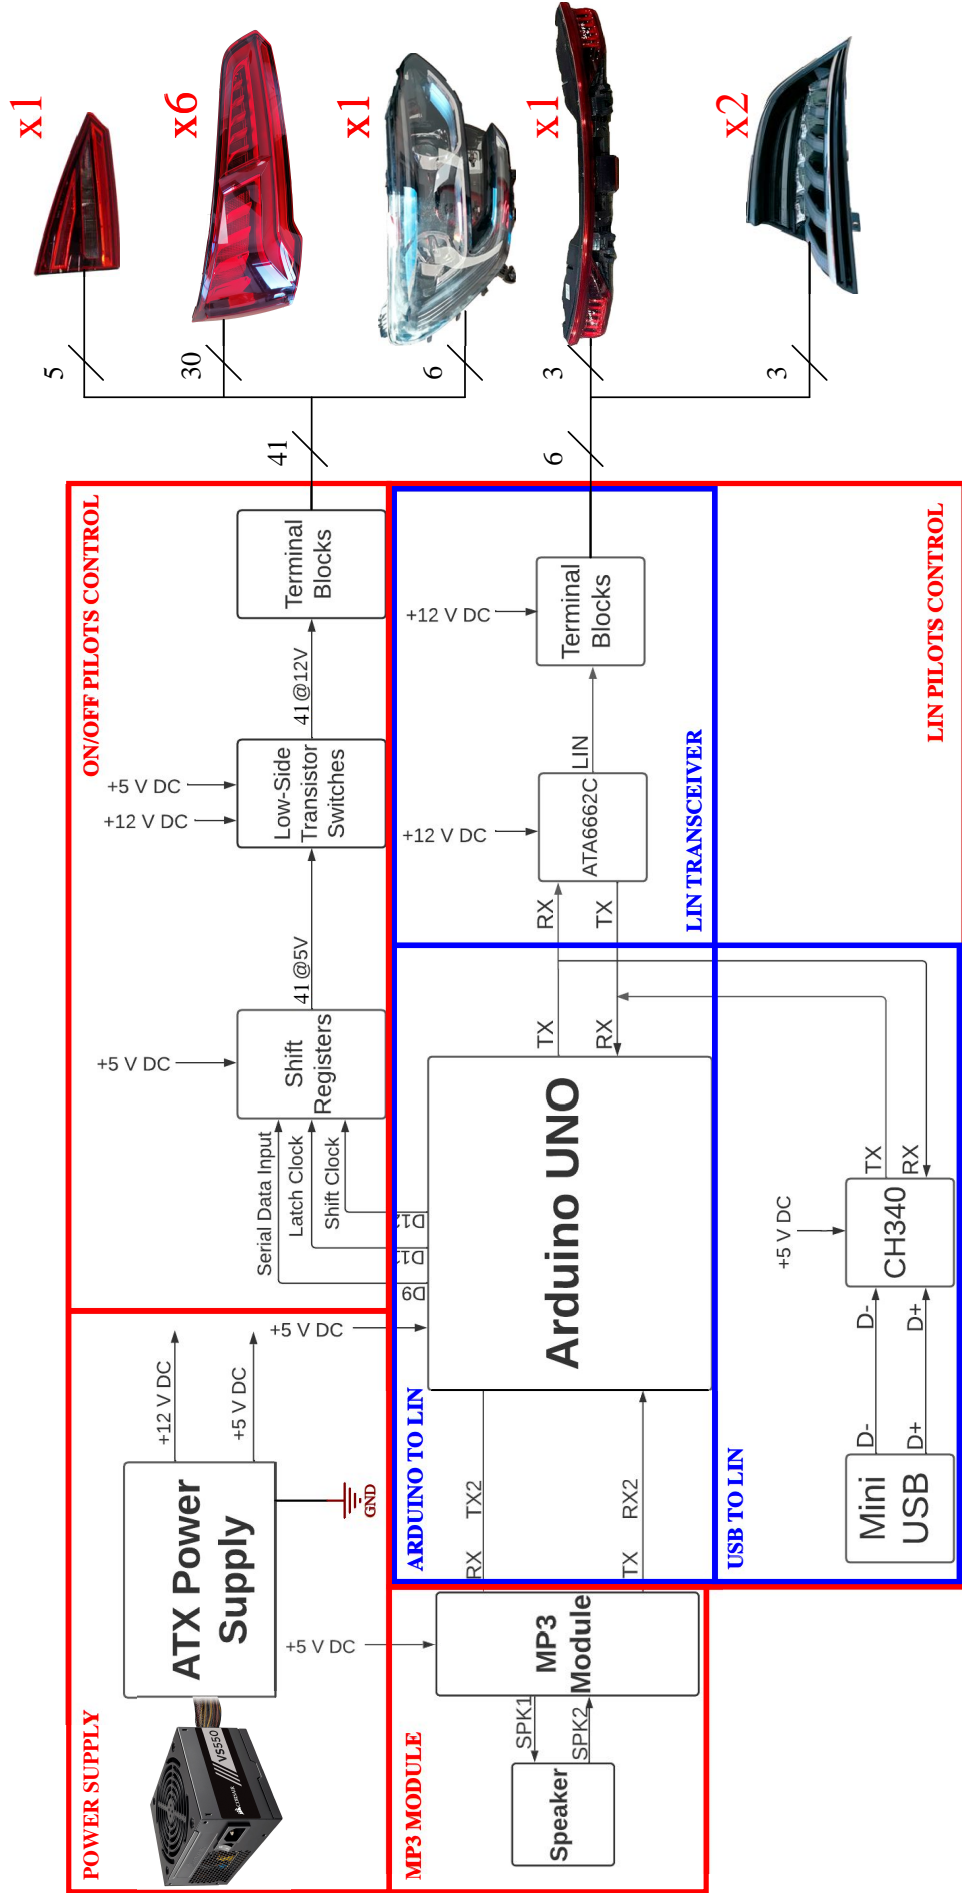 POWER SUPPLY
VS550
CORSAIR
ATX Power
Supply
+12 V DC
+5 V DC
GND
ON/OFF PILOTS CONTROL
+5 V DC
Serial Data Input
Latch Clock
Shift Clock
Shift
Registers
41@5V
+12 V DC
+5 V DC
Low-Side
Transistor
Switches
41@12V
Terminal
Blocks
41
5
30
6
x1
x6
x1
x1
x2
MP3 MODULE
+5 V DC
Speaker
SPK1
SPK2
MP3
Module
ARDUINO TO LIN
RX
TX2
TX
RX2
+5 V DC
D9
D11
D12
Arduino UNO
TX
RX
LIN TRANSCEIVER
RX
TX
+12 V DC
ATA6662C
LIN
+12 V DC
Terminal
Blocks
6
3
3
USB TO LIN
Mini
USB
D-
D+
D-
D+
+5 V DC
CH340
TX
RX
LIN PILOTS CONTROL